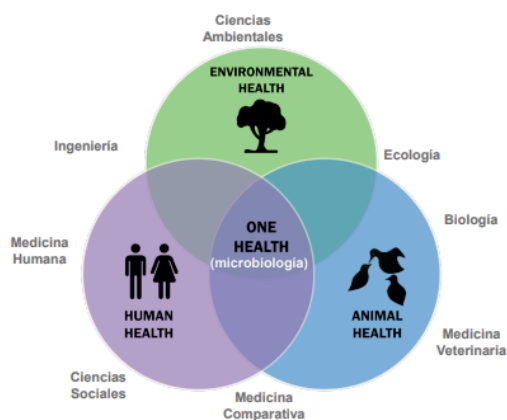 Ciencias
Ambientales
ENVIRONMENTAL
HEALTH
Ingeniería
Ecología
Biología
ONE
HEALTH
(microbiología)
Medicina
Humana
HUMAN
HEALTH
ANIMAL
HEALTH
Medicina
Veterinaria
Ciencias
Sociales
Medicina
Comparativa